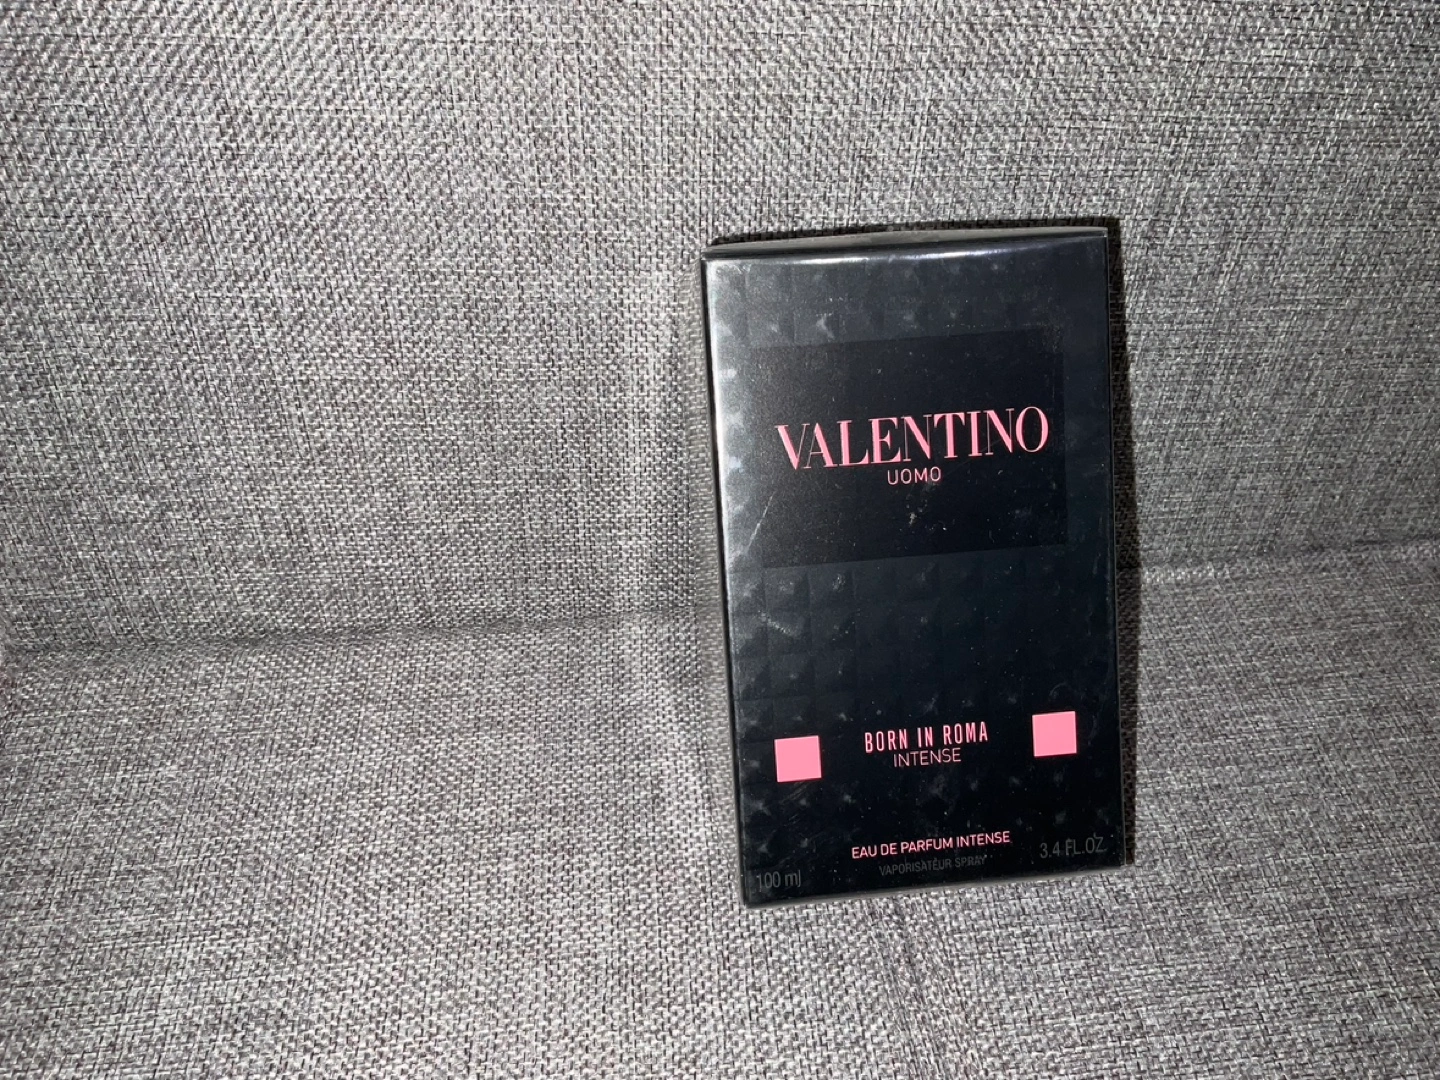 VALENTINO
UOMO
BORN IN ROMA
INTENSE
EAU DE PARFUM INTENSE
VAPORISATEUR SPRAY
100 ml 3.4 FL.OZ.